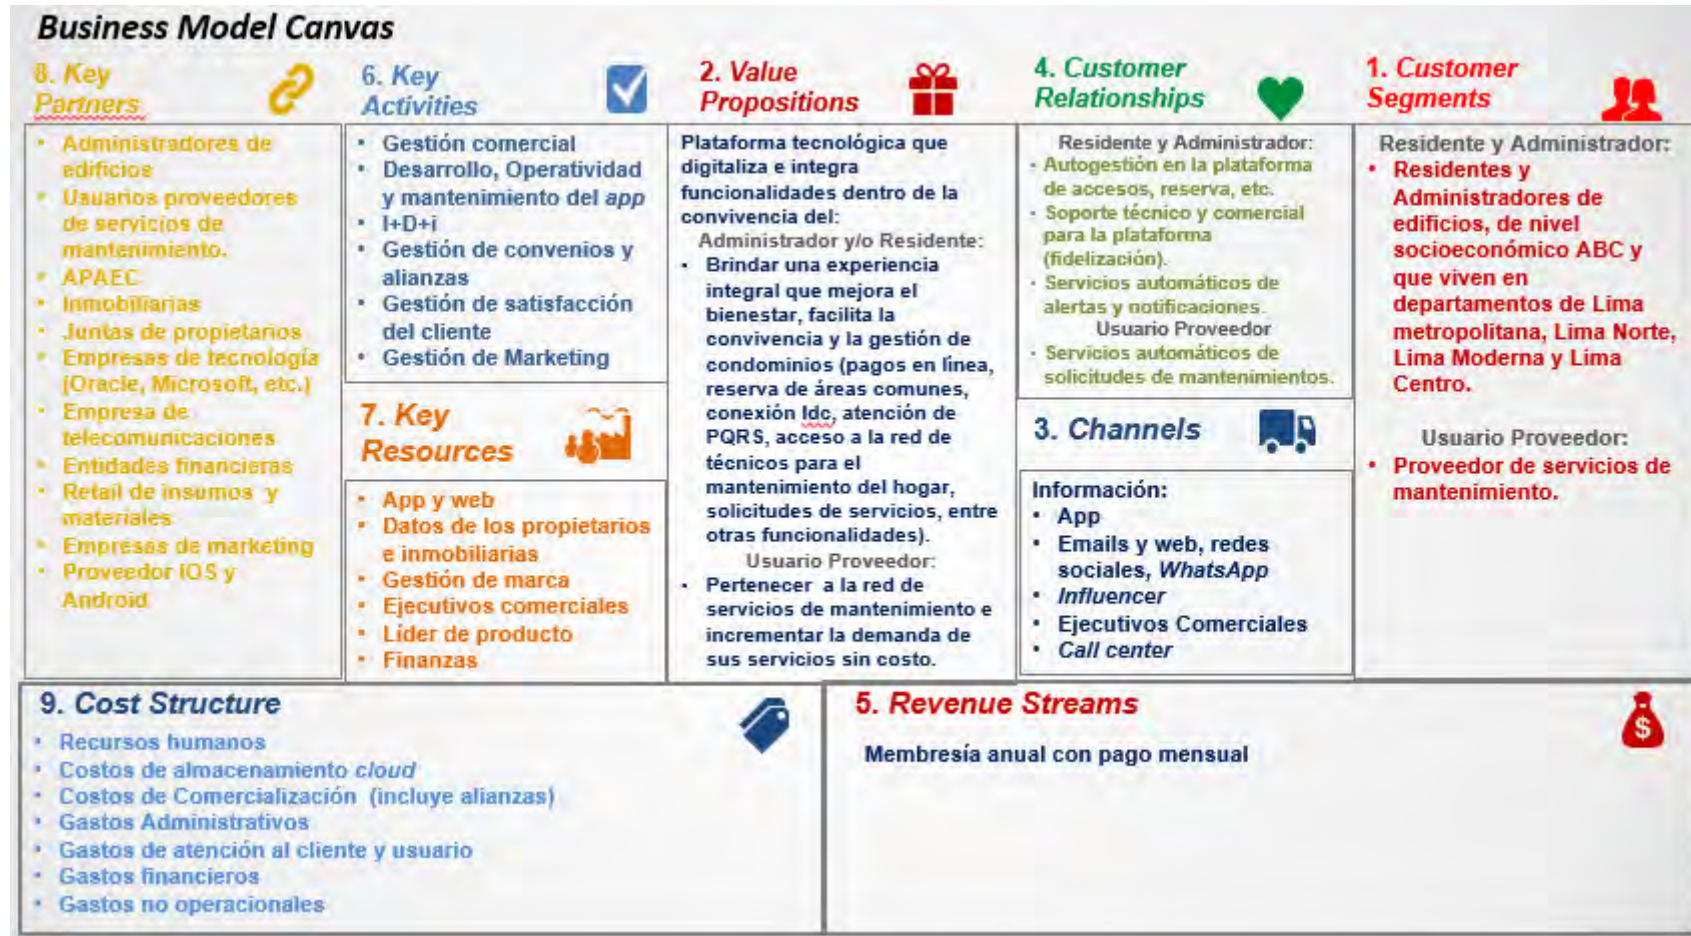 Business Model Canvas
8. Key
Partners
• Administradores de
edificios
• Usuarios proveedores
de servicios de
mantenimiento.
• APAEC
• Inmobiliarias
• Juntas de propietarios
• Empresas de tecnología
(Oracle, Microsoft, etc.)
• Empresa de
telecomunicaciones
• Entidades financieras
• Retail de insumos y
materiales
• Empresas de marketing
• Proveedor IOS y
Android
6. Key
Activities
• Gestión comercial
• Desarrollo, Operatividad
y mantenimiento del app
• I+D+i
• Gestión de convenios y
alianzas
• Gestión de satisfacción
del cliente
• Gestión de Marketing
7. Key
Resources
• App y web
• Datos de los propietarios
e inmobiliarias
• Gestión de marca
• Ejecutivos comerciales
• Líder de producto
• Finanzas
2. Value
Propositions
Plataforma tecnológica que
digitaliza e integra
funcionalidades dentro de la
convivencia del:
Administrador y/o Residente:
• Brindar una experiencia
integral que mejora el
bienestar, facilita la
convivencia y la gestión de
condominios (pagos en línea,
reserva de áreas comunes,
conexión Idc, atención de
PQRS, acceso a la red de
técnicos para el
mantenimiento del hogar,
solicitudes de servicios, entre
otras funcionalidades).
Usuario Proveedor:
• Pertenecer a la red de
servicios de mantenimiento e
incrementar la demanda de
sus servicios sin costo.
4. Customer
Relationships
Residente y Administrador:
• Autogestión en la plataforma
de accesos, reserva, etc.
• Soporte técnico y comercial
para la plataforma
(fidelización).
• Servicios automáticos de
alertas y notificaciones.
Usuario Proveedor
• Servicios automáticos de
solicitudes de mantenimientos.
3. Channels
Información:
• App
• Emails y web, redes
sociales, WhatsApp
• Influencer
• Ejecutivos Comerciales
• Call center
1. Customer
Segments
Residente y Administrador:
• Residentes y
Administradores de
edificios, de nivel
socioeconómico ABC y
que viven en
departamentos de Lima
metropolitana, Lima Norte,
Lima Moderna y Lima
Centro.
Usuario Proveedor:
• Proveedor de servicios de
mantenimiento.
9. Cost Structure
• Recursos humanos
• Costos de almacenamiento cloud
• Costos de Comercialización (incluye alianzas)
• Gastos Administrativos
• Gastos de atención al cliente y usuario
• Gastos financieros
• Gastos no operacionales
5. Revenue Streams
$
Membresía anual con pago mensual